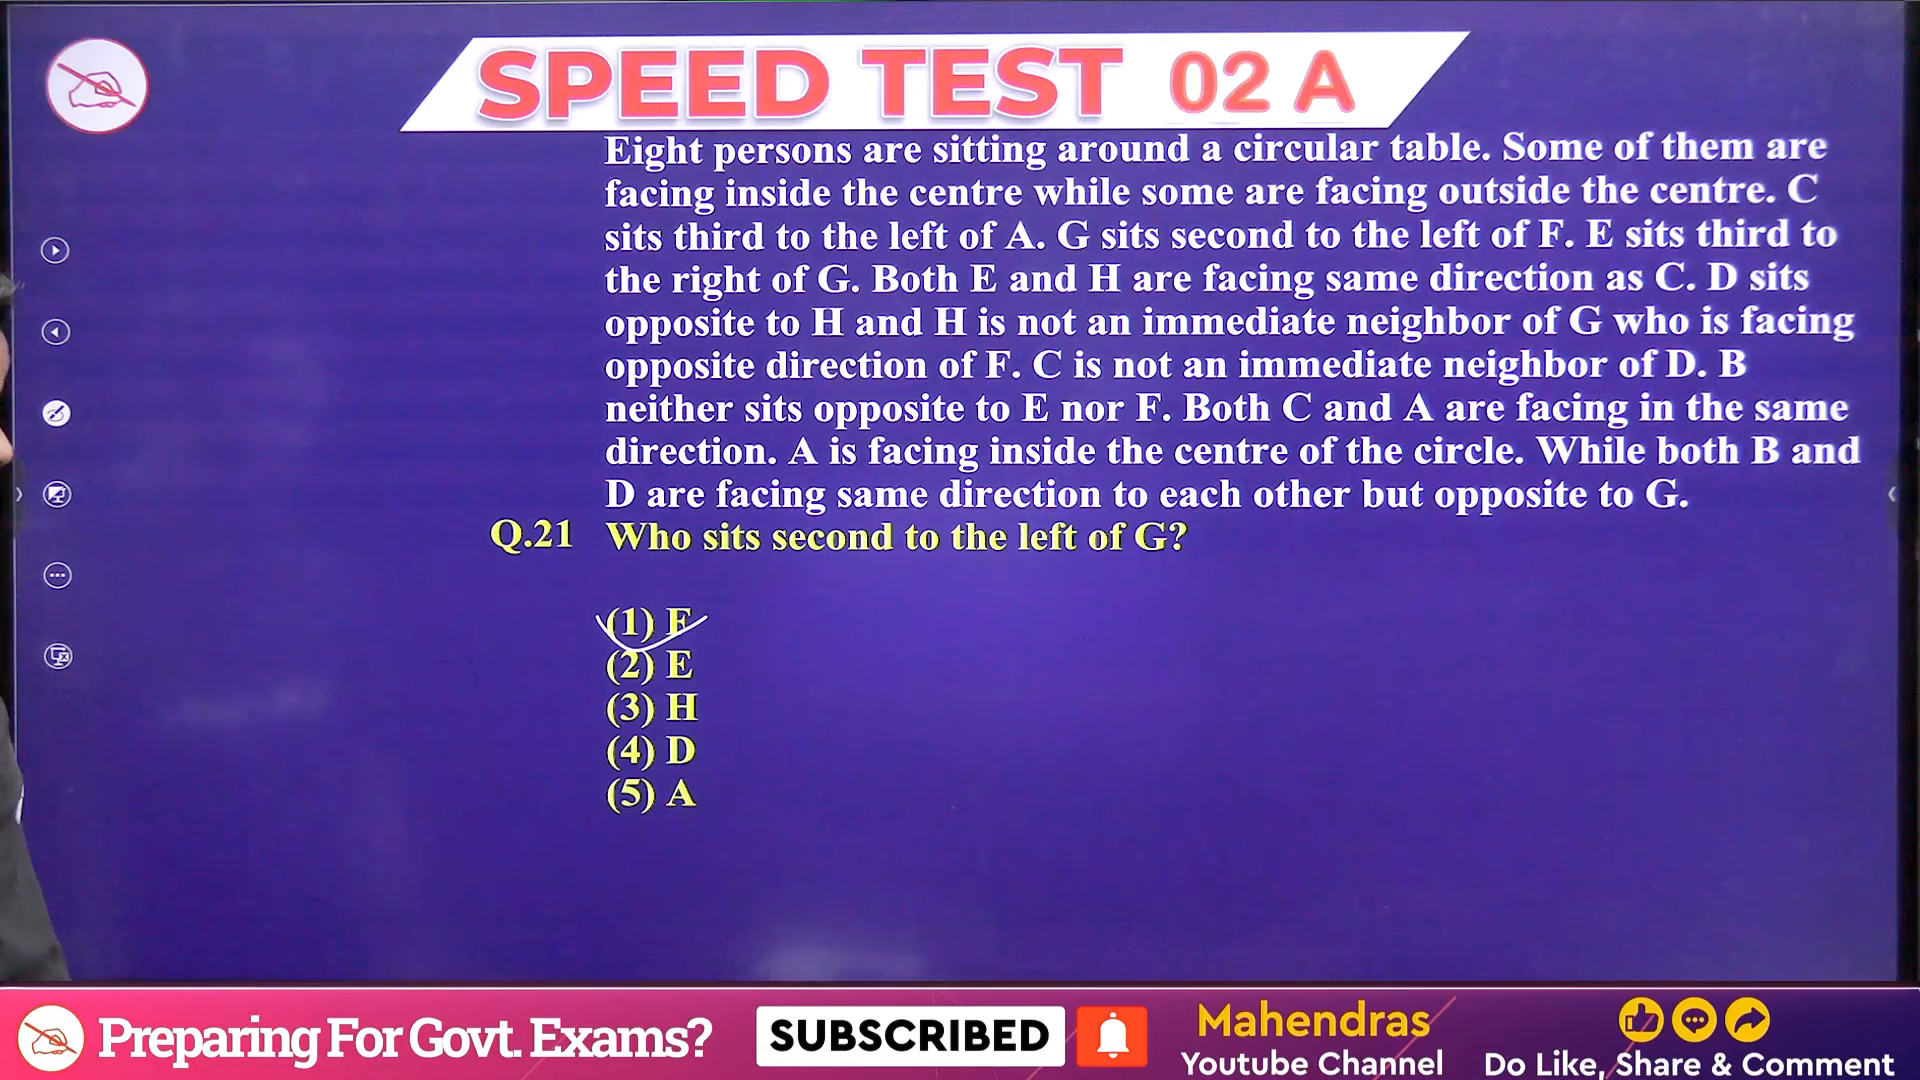 SPEED TEST 02 A
Eight persons are sitting around a circular table. Some of them are
facing inside the centre while some are facing outside the centre. C
sits third to the left of A. G sits second to the left of F. E sits third to
the right of G. Both E and H are facing same direction as C. D sits
opposite to H and H is not an immediate neighbor of G who is facing
opposite direction of F. C is not an immediate neighbor of D. B
neither sits opposite to E nor F. Both C and A are facing in the same
direction. A is facing inside the centre of the circle. While both B and
D are facing same direction to each other but opposite to G.
Q.21 Who sits second to the left of G?
(1) F
(2) E
(3) H
(4) D
(5) A
Preparing For Govt. Exams?
SUBSCRIBED
Mahendras
Youtube Channel
Do Like, Share & Comment